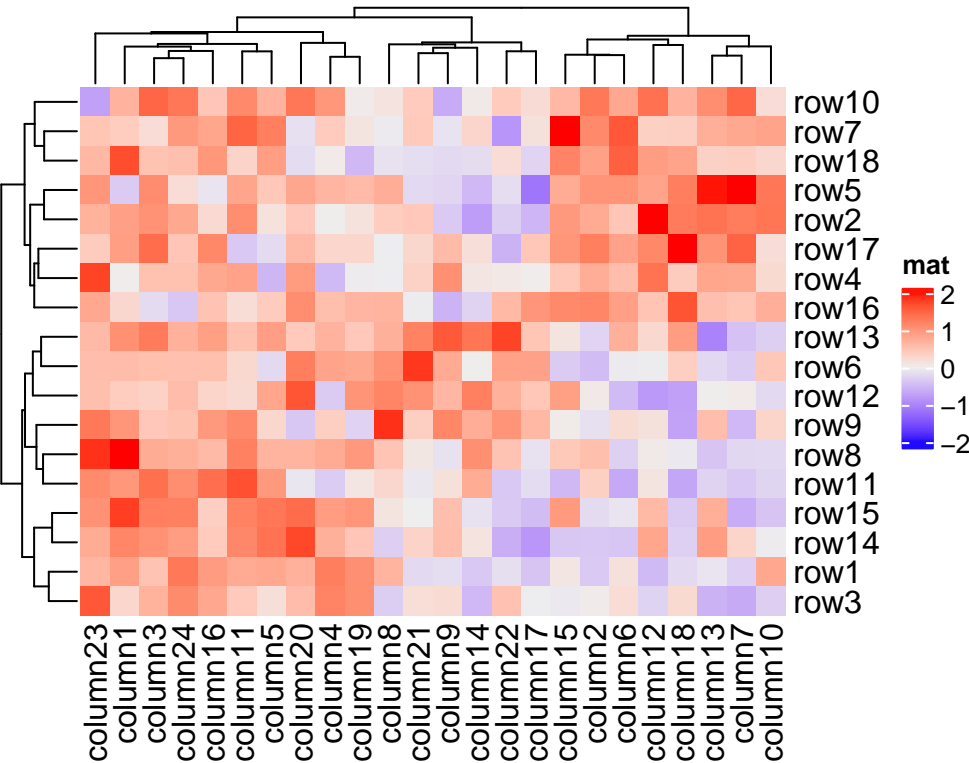 row10
row7
row18
row5
row2
row17
row4
row16
row13
row6
row12
row9
row8
row11
row15
row14
row1
row3
mat
2
1
0
−1
−2
column23
column1
column3
column24
column16
column11
column5
column20
column4
column19
column8
column21
column9
column14
column22
column17
column15
column2
column6
column12
column18
column13
column7
column10